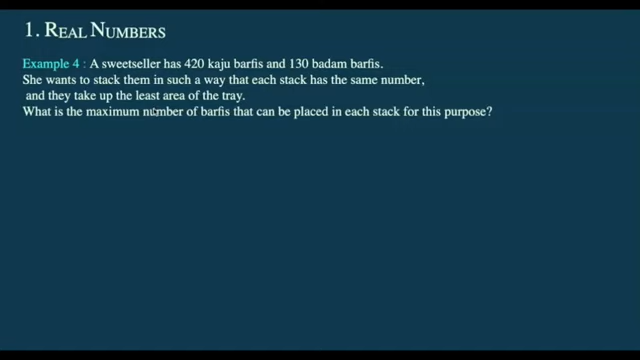 1. REAL NUMBERS
Example 4 : A sweetseller has 420 kaju barfis and 130 badam barfis.
She wants to stack them in such a way that each stack has the same number,
and they take up the least area of the tray.
What is the maximum number of barfis that can be placed in each stack for this purpose?